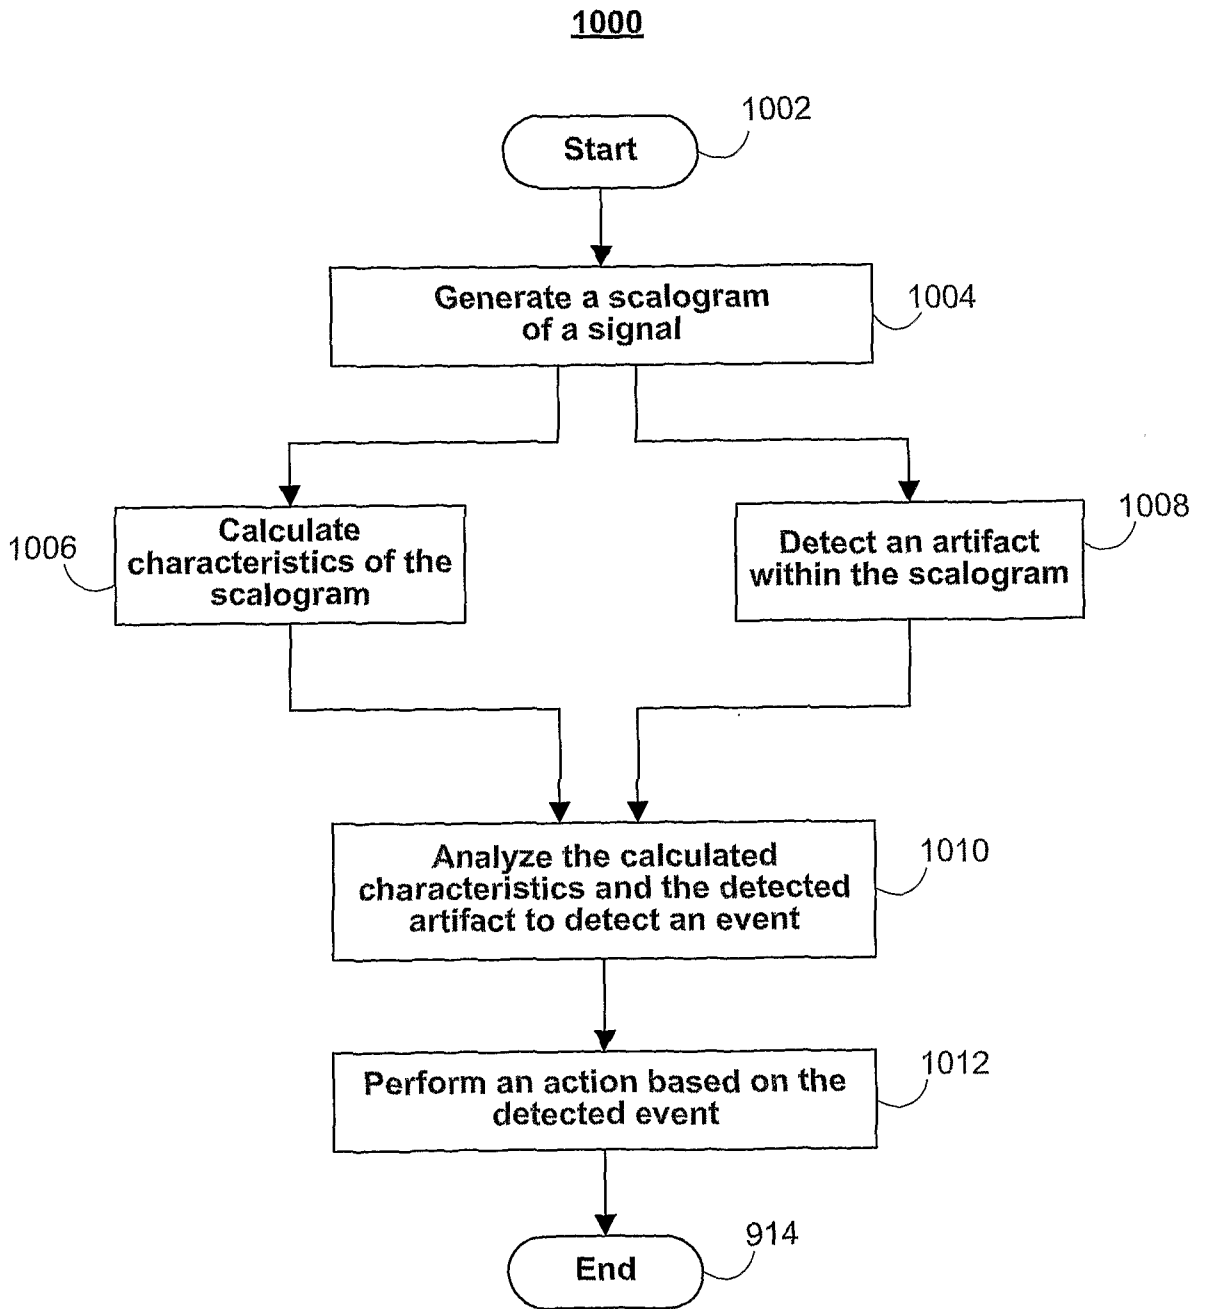 1000
1002
Start
Generate a scalogram
of a signal
1004
Calculate
characteristics of the
scalogram
1006
Detect an artifact
within the scalogram
1008
Analyze the calculated
characteristics and the detected
artifact to detect an event
1010
Perform an action based on the
detected event
1012
End
914